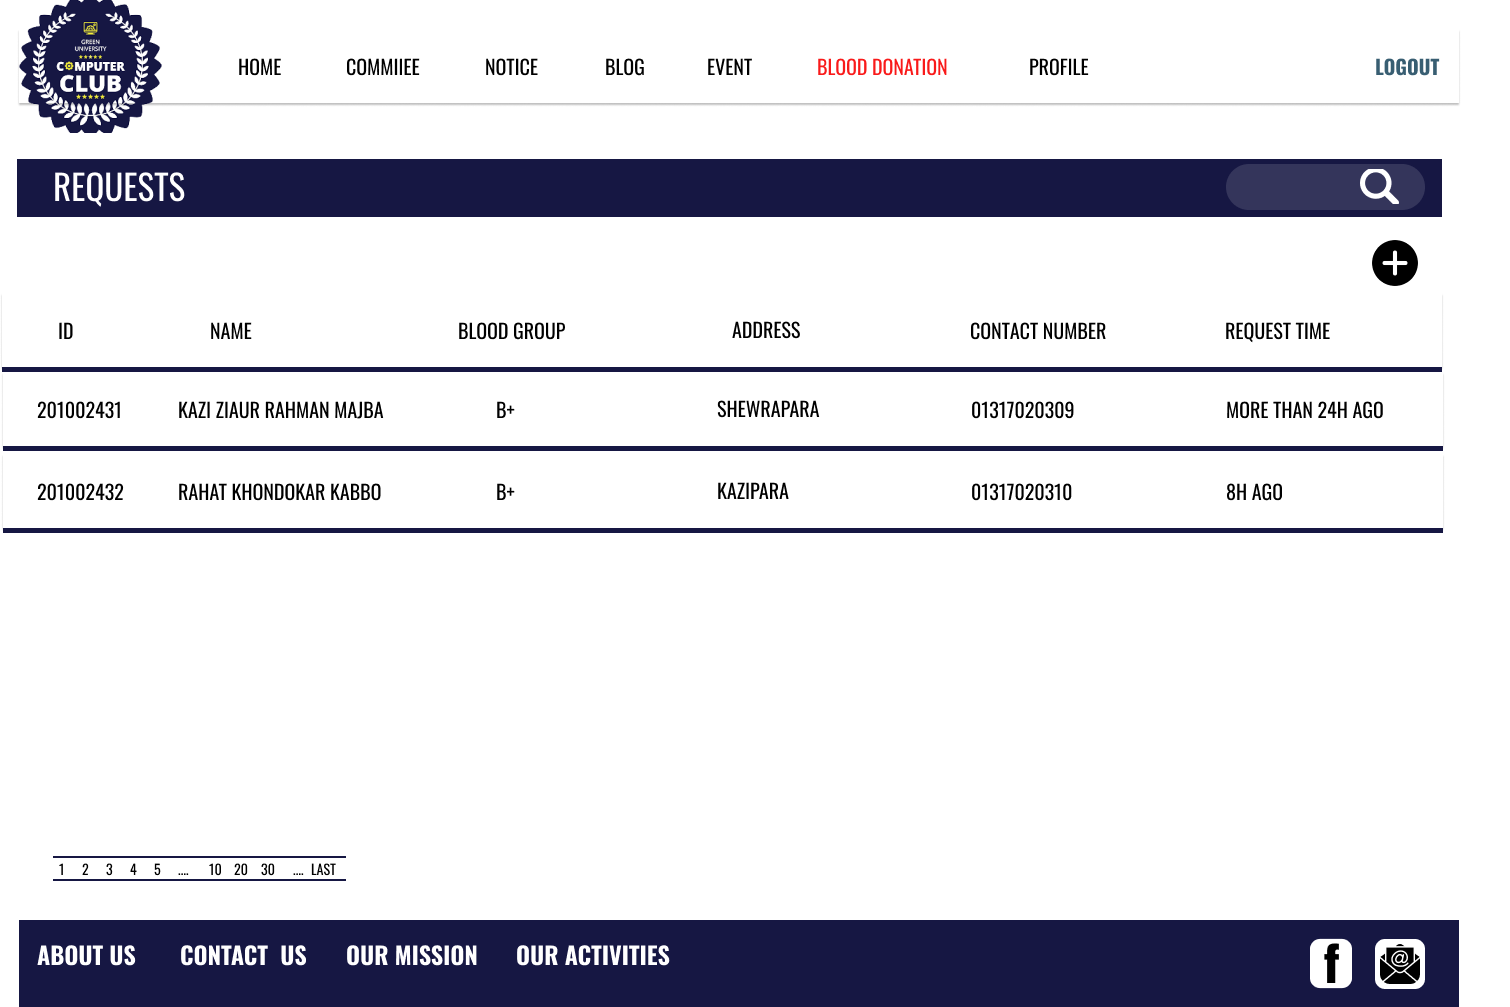 GREEN
UNIVERSITY
COMPUTER
CLUB
HOME COMMIIEE NOTICE BLOG EVENT BLOOD DONATION PROFILE LOGOUT
REQUESTS
ID NAME BLOOD GROUP ADDRESS CONTACT NUMBER REQUEST TIME
201002431 KAZI ZIAUR RAHMAN MAJBA B+ SHEWRAPARA 01317020309 MORE THAN 24H AGO
201002432 RAHAT KHONDOKAR KABBO B+ KAZIPARA 01317020310 8H AGO
1 2 3 4 5 .... 10 20 30 .... LAST
ABOUT US CONTACT US OUR MISSION OUR ACTIVITIES